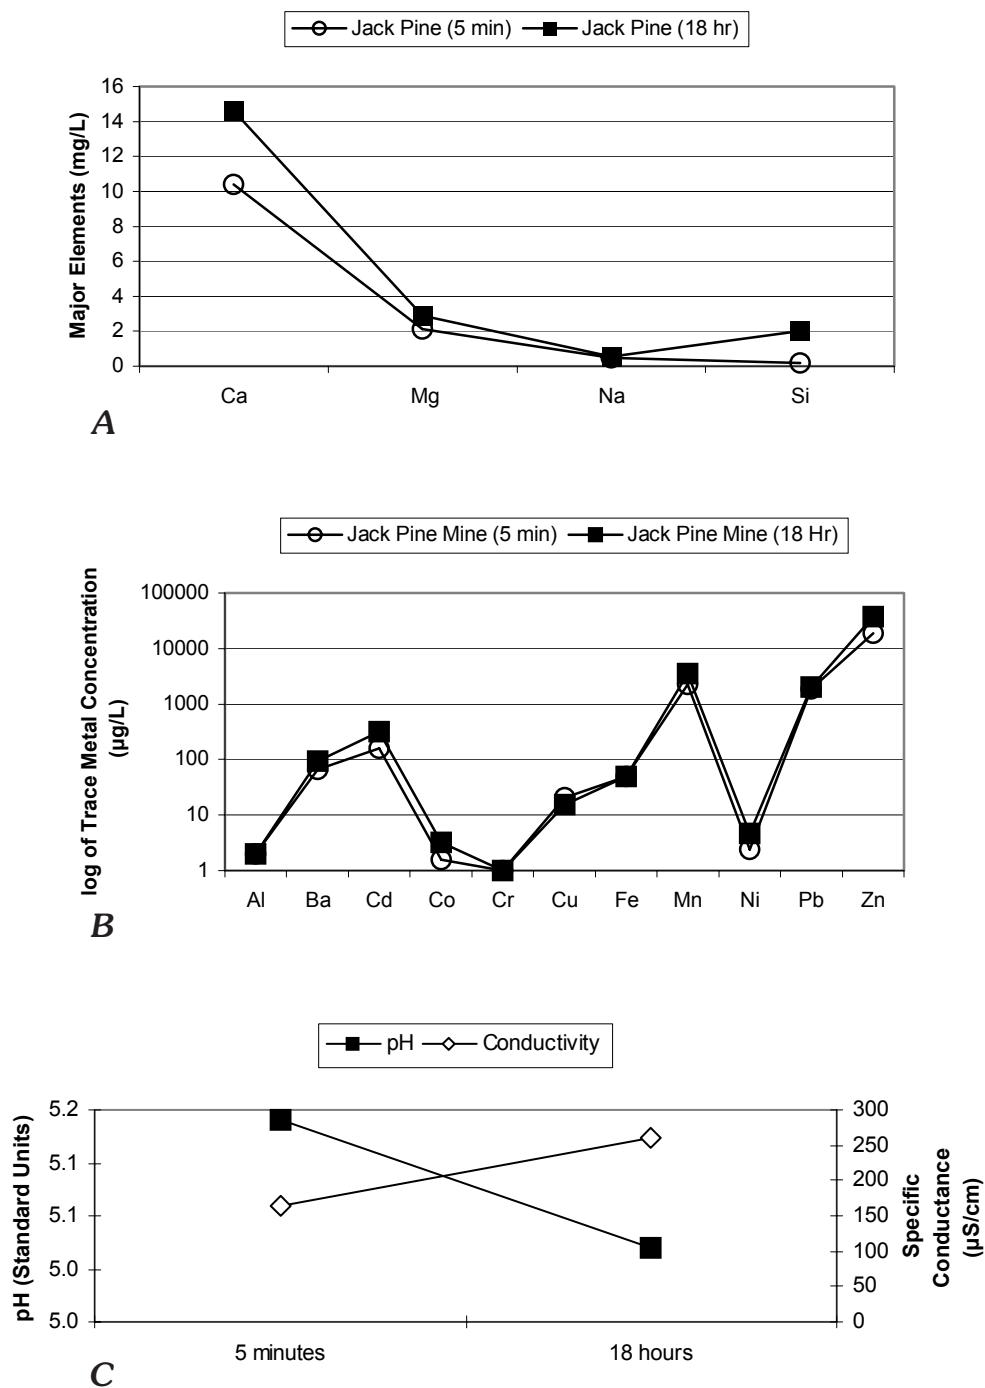 Jack Pine (5 min) Jack Pine (18 hr)
Major Elements (mg/L)
16
14
12
10
8
6
4
2
0
Ca Mg Na Si
A
Jack Pine Mine (5 min) Jack Pine Mine (18 Hr)
log of Trace Metal Concentration
(µg/L)
100000
10000
1000
100
10
1
Al Ba Cd Co Cr Cu Fe Mn Ni Pb Zn
B
pH Conductivity
pH (Standard Units)
5.2
5.1
5.1
5.0
5.0
300
250
200
150
100
50
0
Specific
Conductance
(µS/cm)
5 minutes 18 hours
C